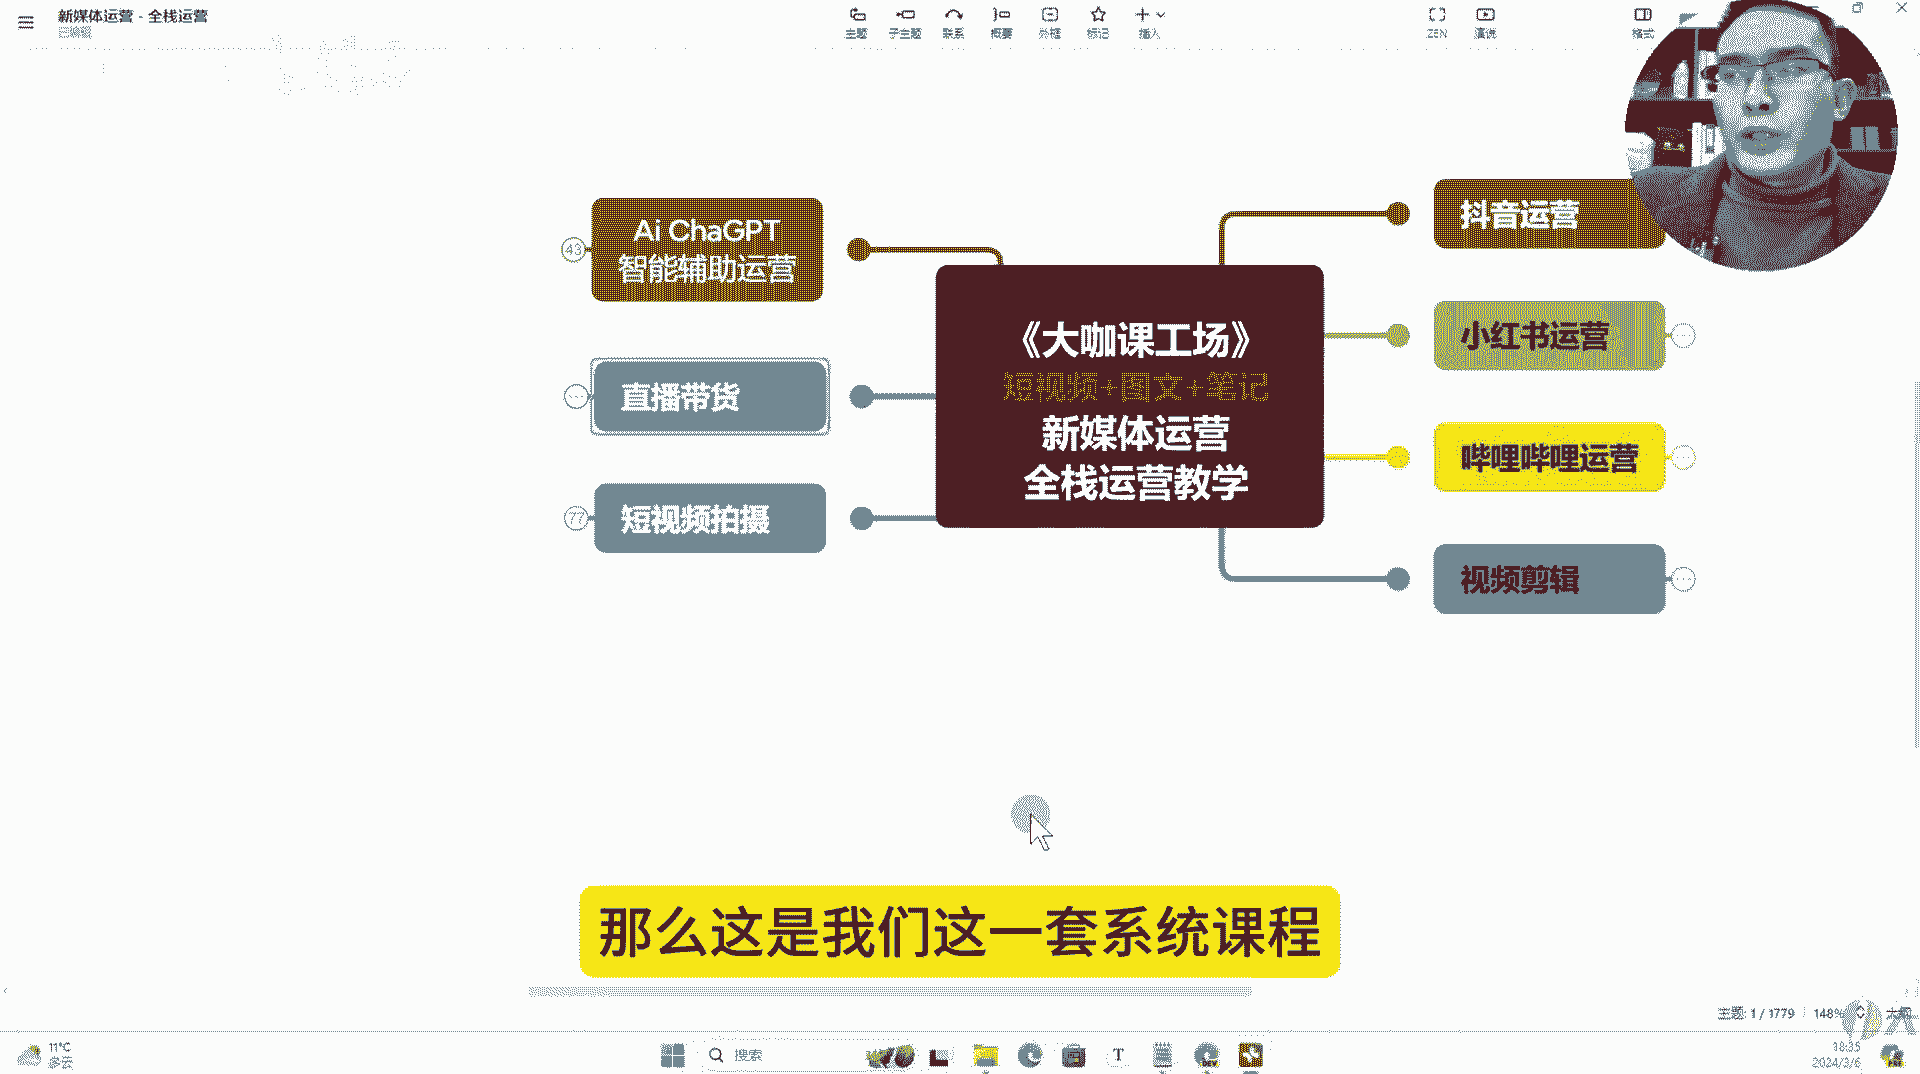 新媒体运营 - 全栈运营
已编辑
主题
子主题
联系
概要
外框
标记
插入
ZEN
演说
格式
43
Ai ChaGPT
智能辅助运营
直播带货
77
短视频拍摄
《大咖课工场》
短视频+图文+笔记
新媒体运营
全栈运营教学
抖音运营
小红书运营
哔哩哔哩运营
视频剪辑
那么这是我们这一套系统课程
主题: 1 / 1779
148%
大纲
11°C
多云
搜索
T
DEV
18:35
2024/3/6